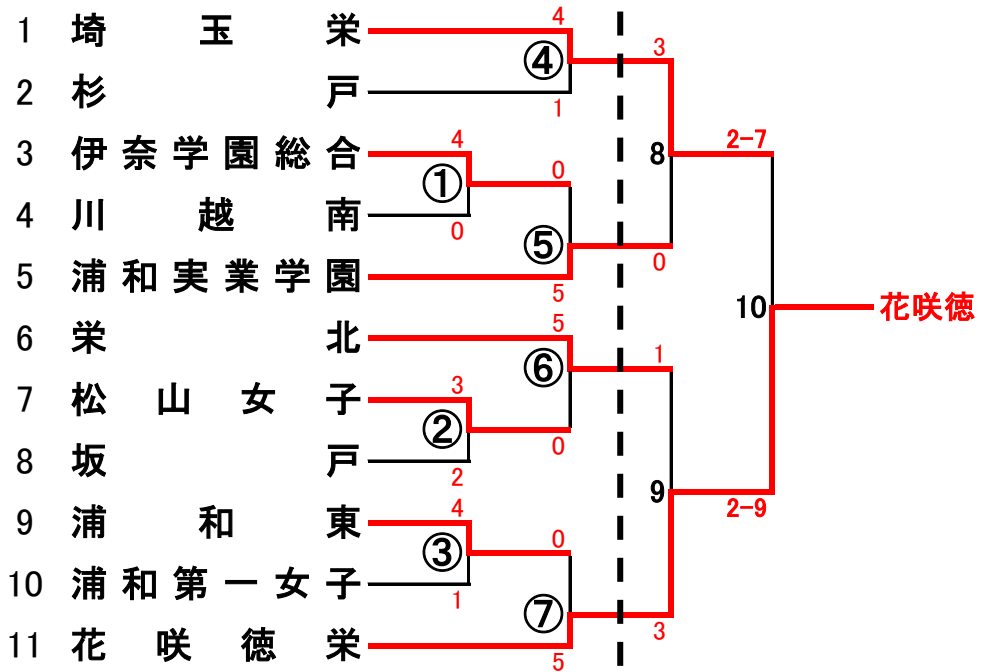 4
1 埼玉栄
3
④
2 杉戸
1
2-7
3 伊奈学園総合
4
0
8
①
4 川越南
0
⑤
0
5 浦和実業学園
5
10
花咲徳
6 栄北
5
1
⑥
7 松山女子
3
②
0
8 坂戸
2
9
2-9
9 浦和東
4
0
③
10 浦和第一女子
1
⑦
3
11 花咲徳栄
5